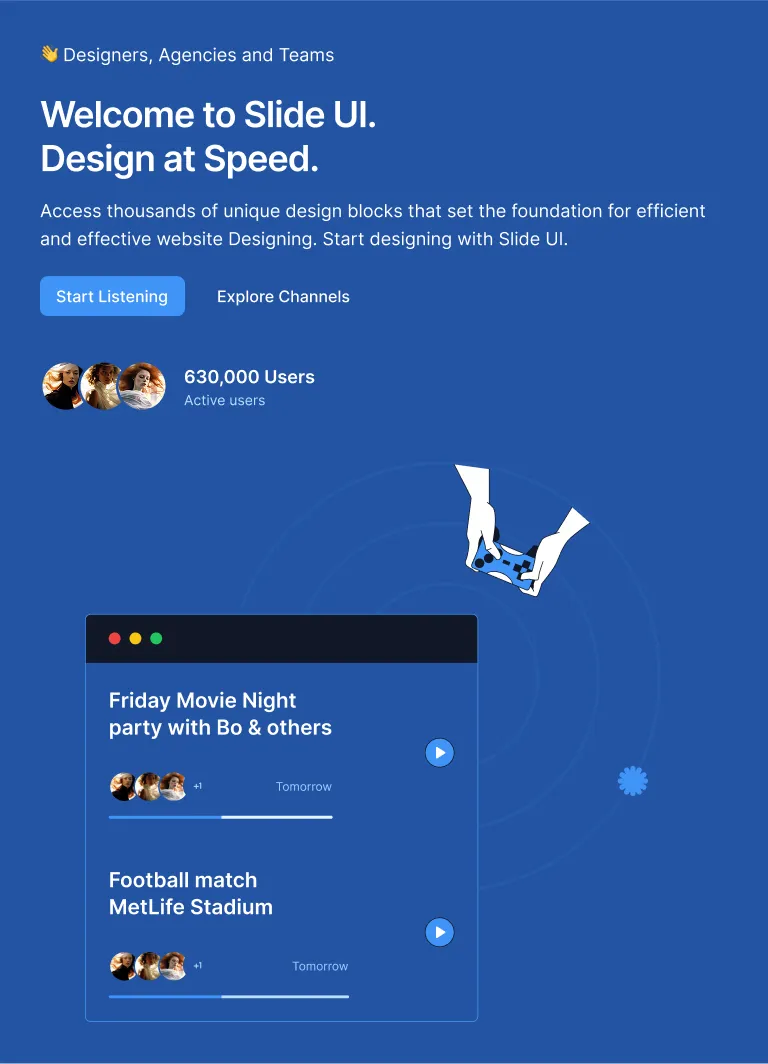 👋 Designers, Agencies and Teams
Welcome to Slide UI.
Design at Speed.
Access thousands of unique design blocks that set the foundation for efficient
and effective website Designing. Start designing with Slide UI.
Start Listening
Explore Channels
630,000 Users
Active users
Friday Movie Night
party with Bo & others
+1
Tomorrow
Football match
MetLife Stadium
+1
Tomorrow